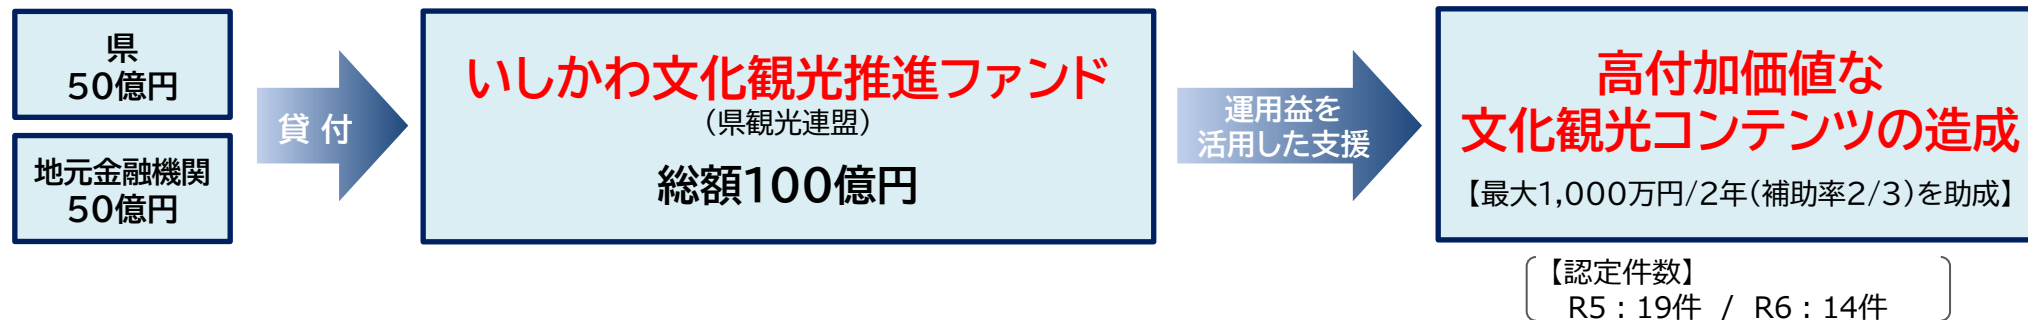 県
50億円
地元金融機関
50億円
貸付
いしかわ文化観光推進ファンド
（県観光連盟）
総額100億円
運用益を
活用した支援
高付加価値な
文化観光コンテンツの造成
【最大1,000万円/2年（補助率2/3）を助成】
【認定件数】
R5：19件 / R6：14件